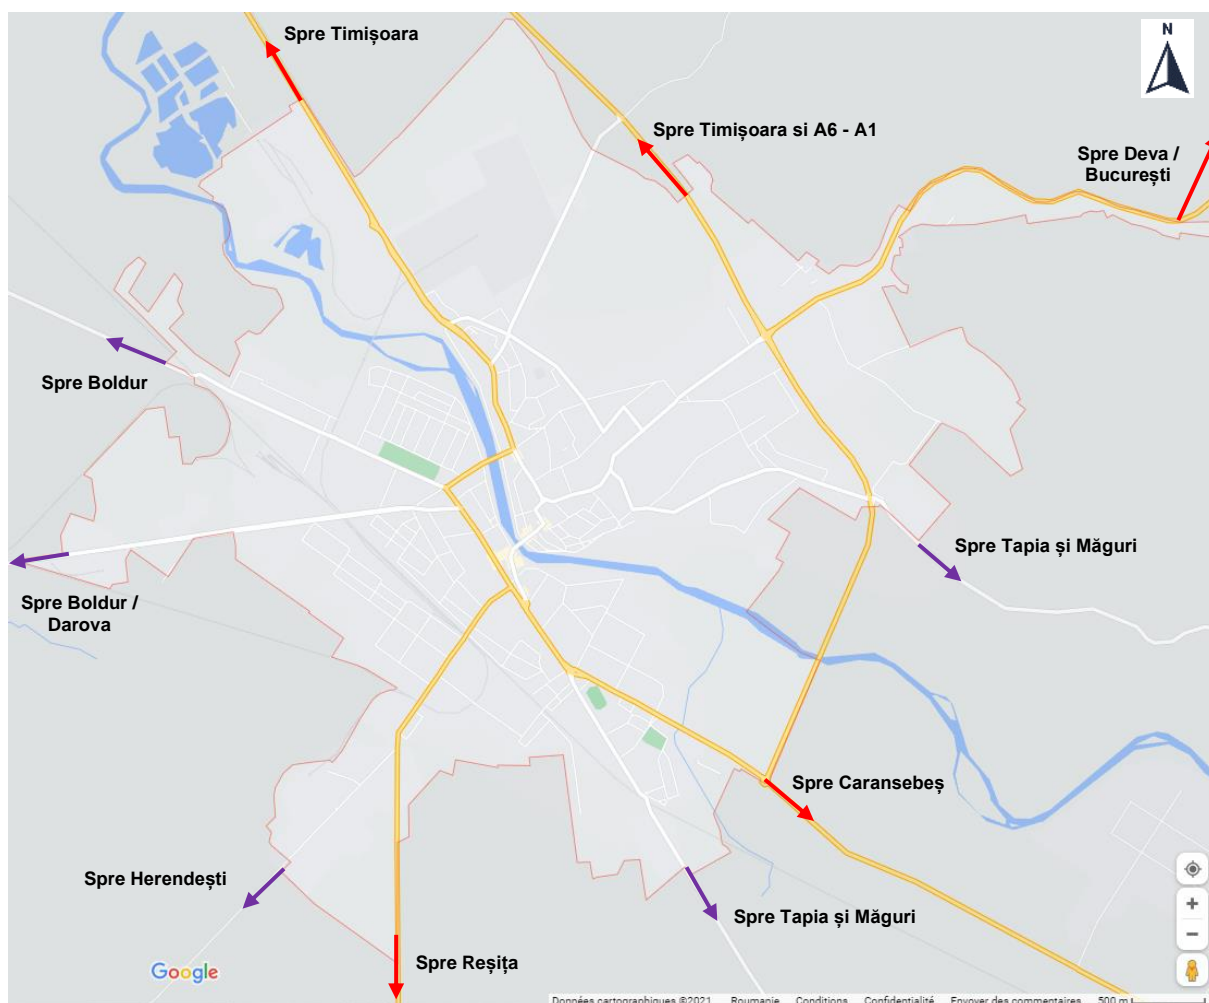 Spre Timișoara
N
Spre Timișoara si A6 - A1
Spre Deva /
București
Spre Boldur
Spre Tapia și Măguri
Spre Boldur /
Darova
Spre Caransebeș
Spre Herendești
Spre Tapia și Măguri
Spre Reșița
Google
Données cartographiques ©2021 Roumanie Conditions Confidentialité Envoyer des commentaires 500 m